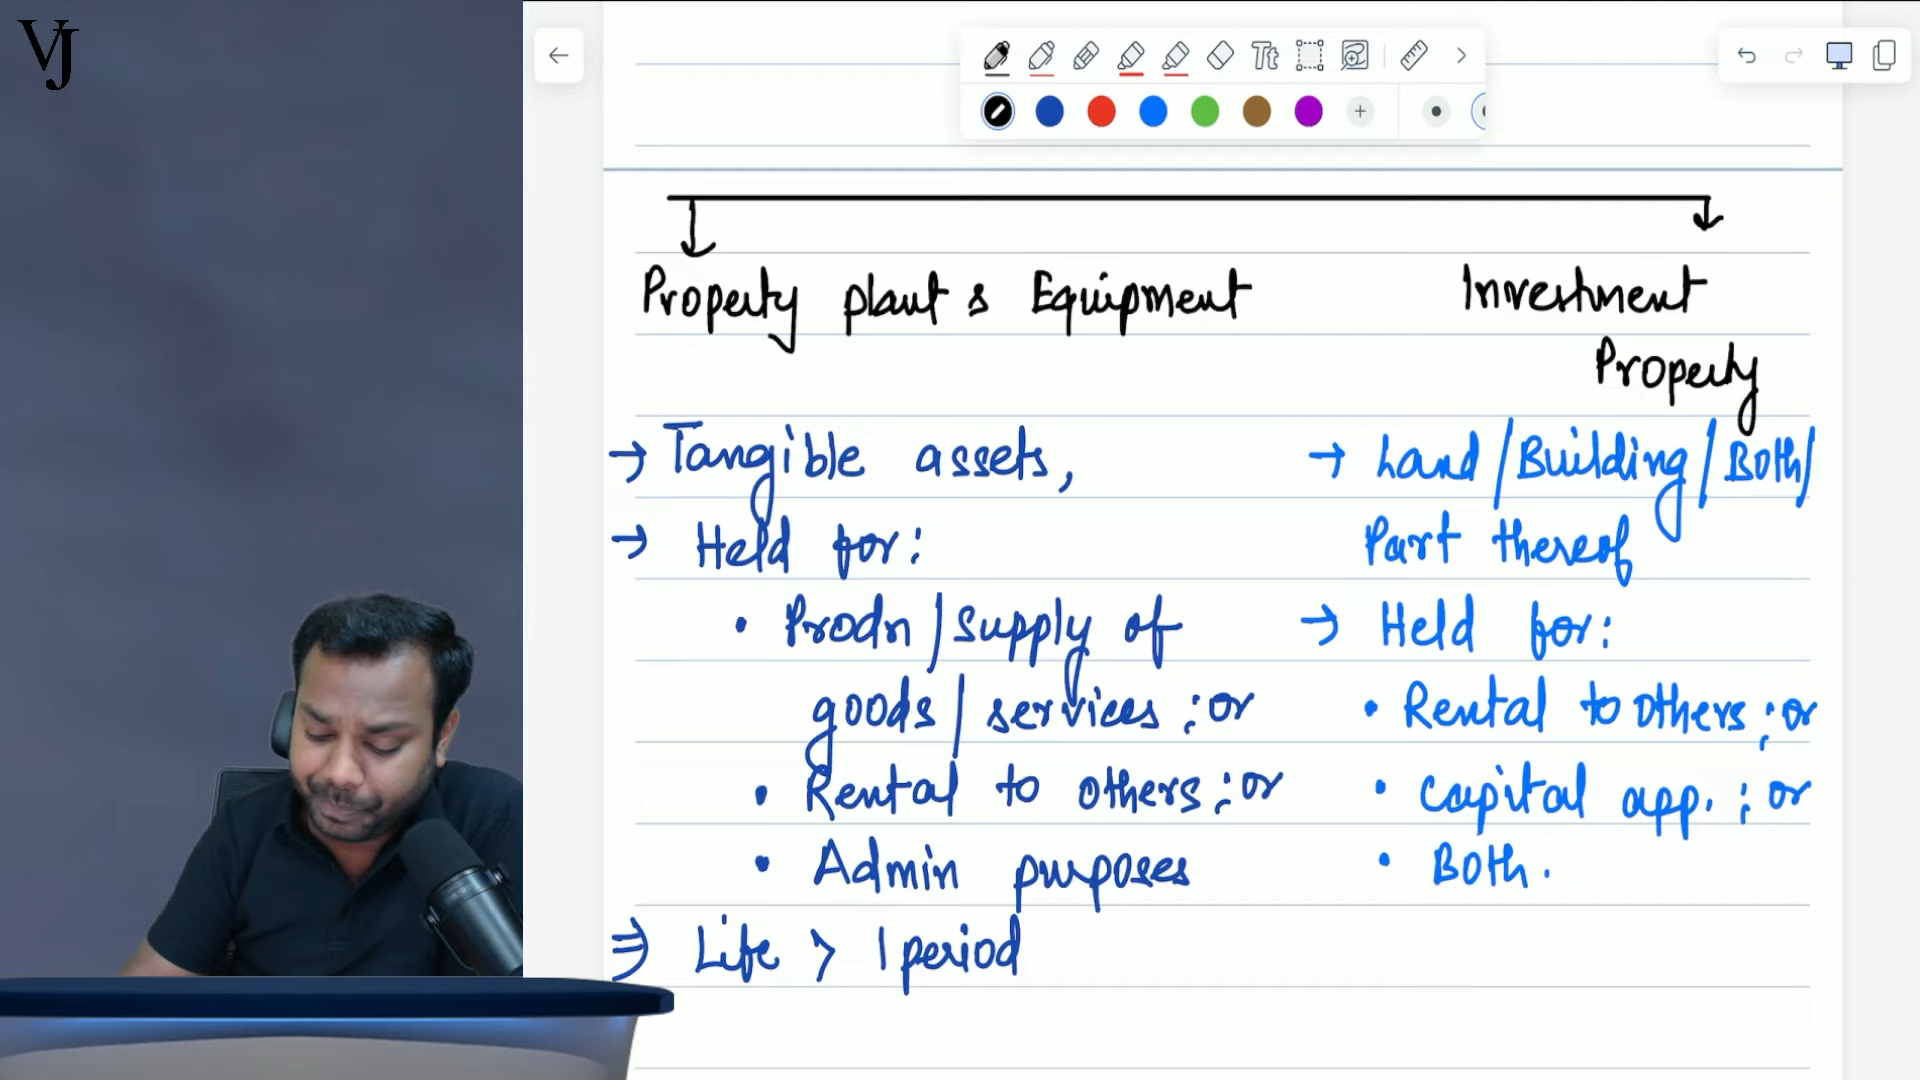 VJ
Property plant & Equipment
Investment
Property
→ Tangible assets,
→ Held for:
• Prodn/supply of
goods/services ; or
• Rental to others ; or
• Admin purposes
⇒ Life > 1 period
→ Land/Building/Both/
Part thereof
→ Held for:
• Rental to others ; or
• Capital app. ; or
• Both.
Tt